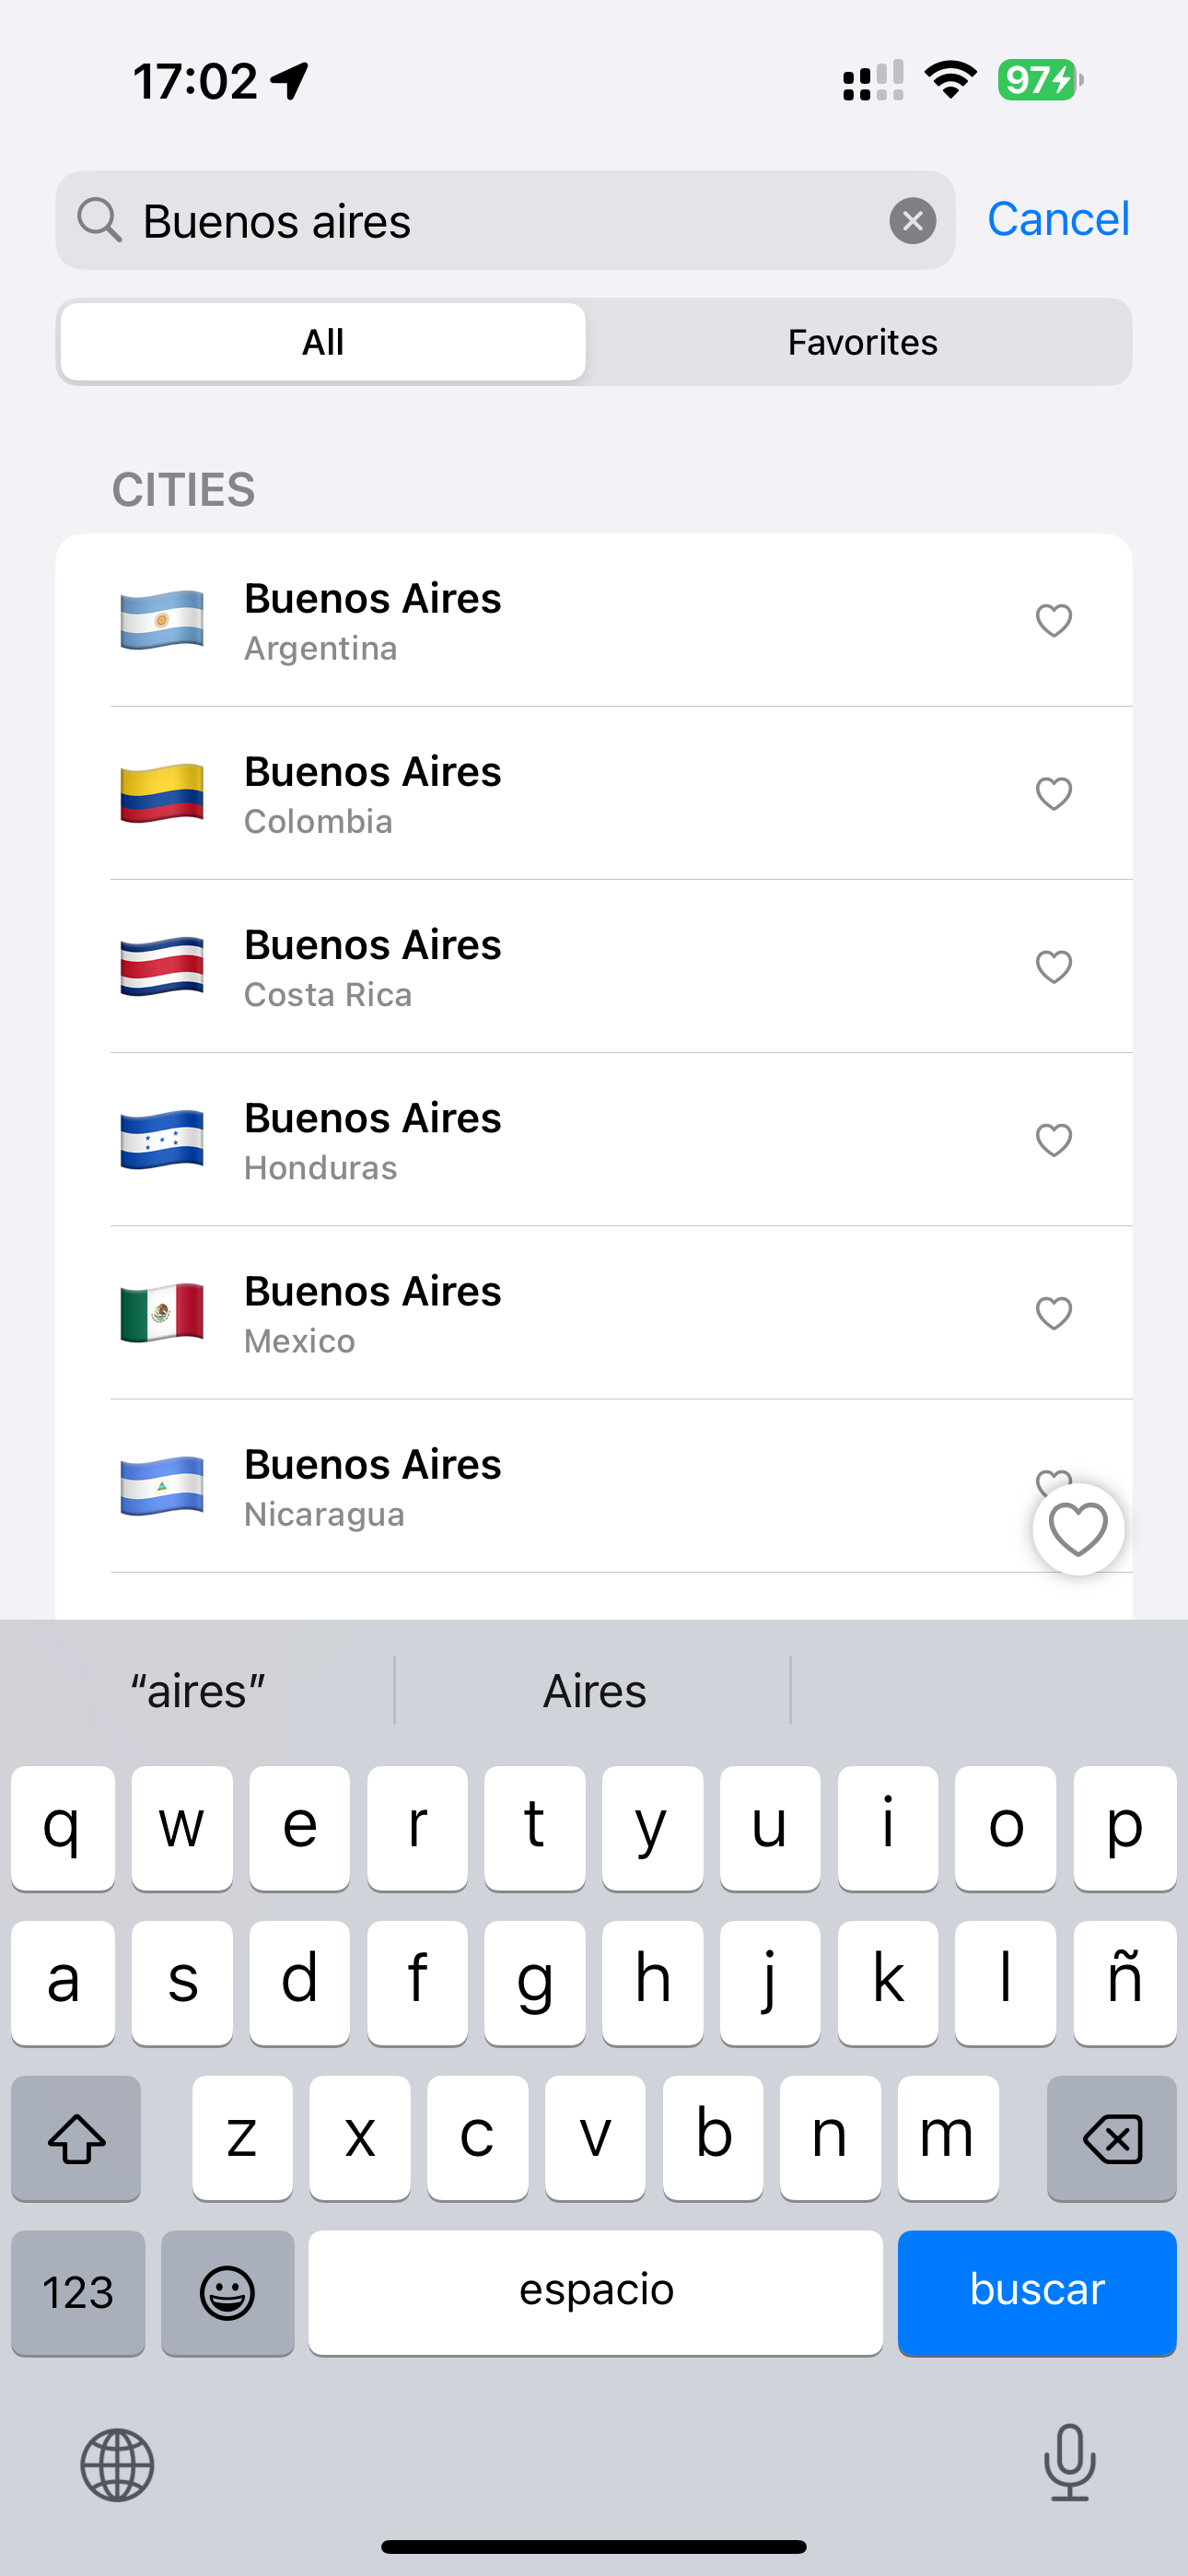 17:02
97
Buenos aires
Cancel
All
Favorites
CITIES
Buenos Aires
Argentina
Buenos Aires
Colombia
Buenos Aires
Costa Rica
Buenos Aires
Honduras
Buenos Aires
Mexico
Buenos Aires
Nicaragua
“aires”
Aires
q w e r t y u i o p
a s d f g h j k l ñ
z x c v b n m
123
espacio
buscar